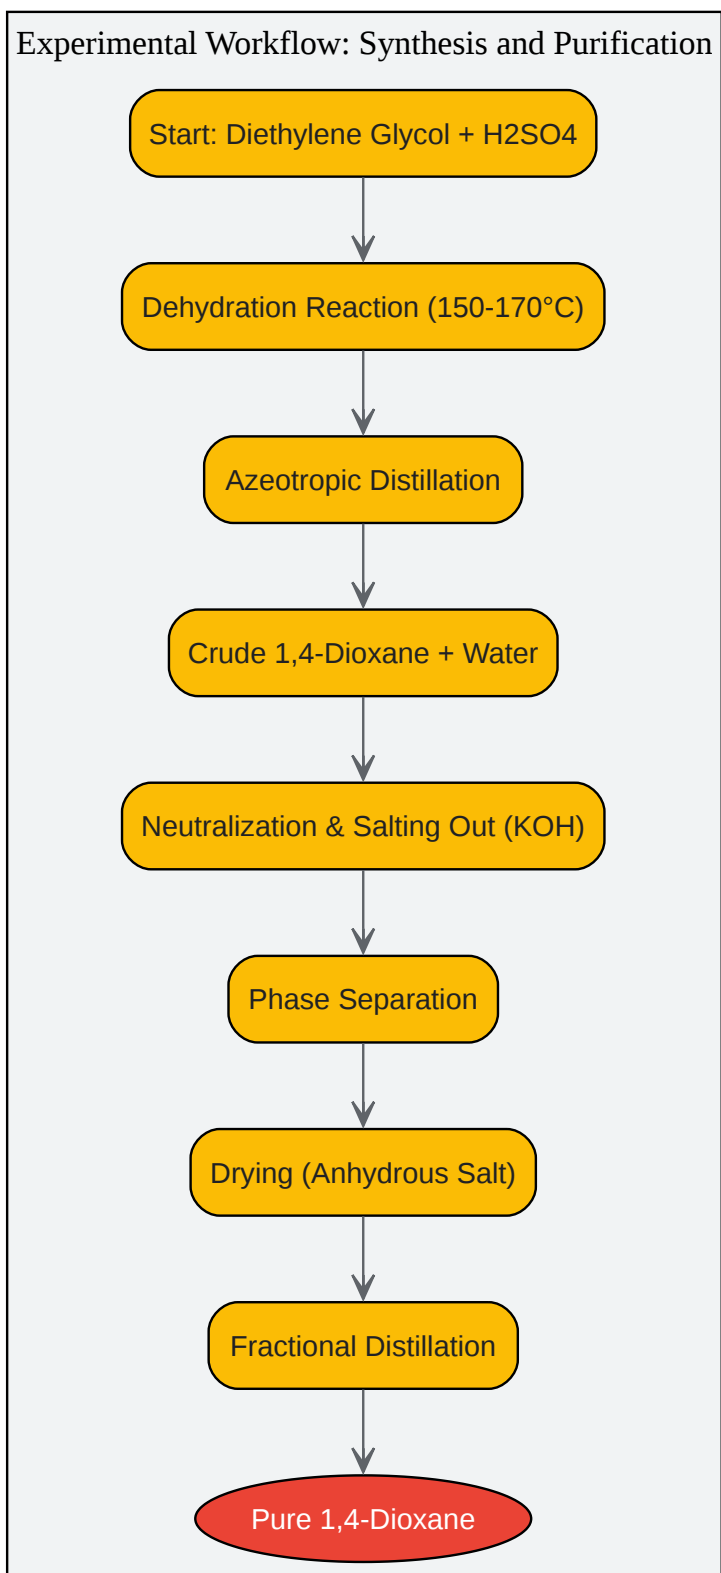 Experimental Workflow: Synthesis and Purification
Start: Diethylene Glycol + H2SO4
Dehydration Reaction (150-170°C)
Azeotropic Distillation
Crude 1,4-Dioxane + Water
Neutralization & Salting Out (KOH)
Phase Separation
Drying (Anhydrous Salt)
Fractional Distillation
Pure 1,4-Dioxane